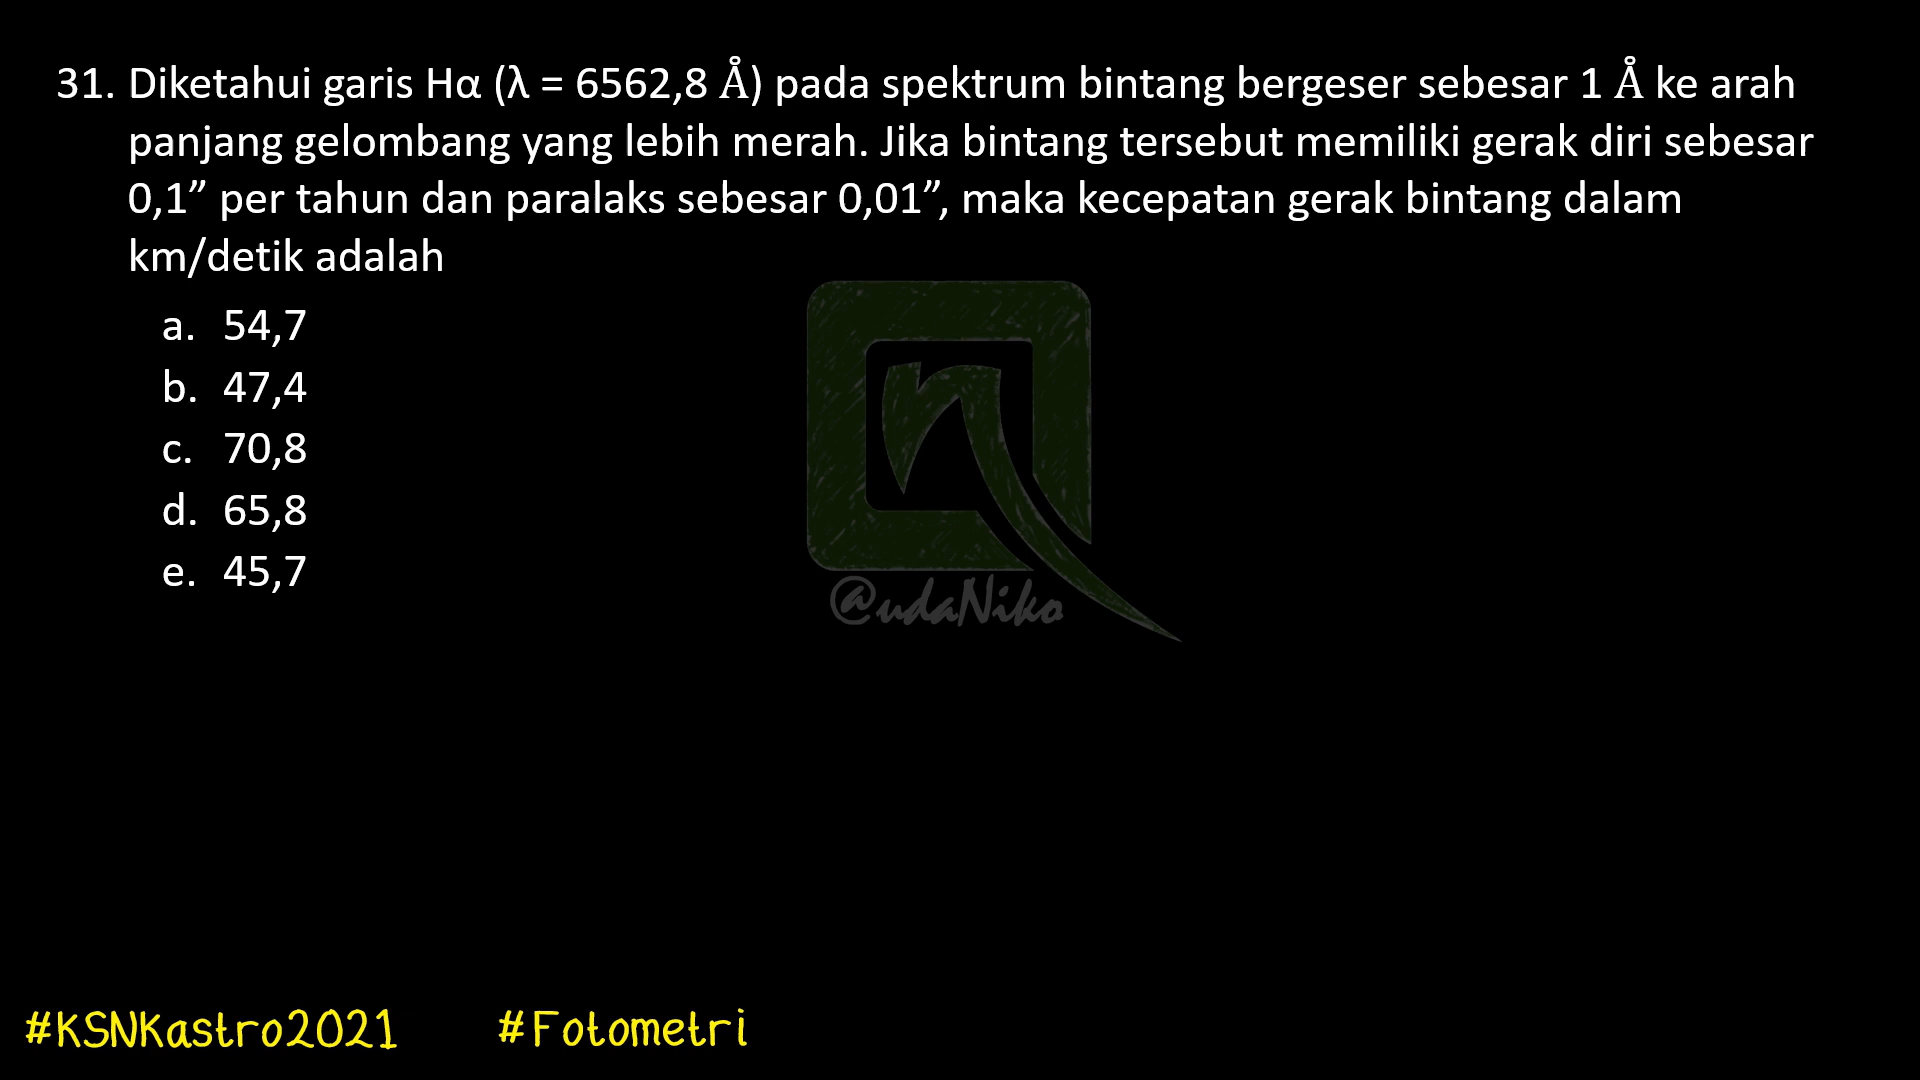 31. Diketahui garis Hα (λ = 6562,8 Å) pada spektrum bintang bergeser sebesar 1 Å ke arah
panjang gelombang yang lebih merah. Jika bintang tersebut memiliki gerak diri sebesar
0,1” per tahun dan paralaks sebesar 0,01”, maka kecepatan gerak bintang dalam
km/detik adalah
a. 54,7
b. 47,4
c. 70,8
d. 65,8
e. 45,7
@udaNiko
#KSNKastro2021 #Fotometri